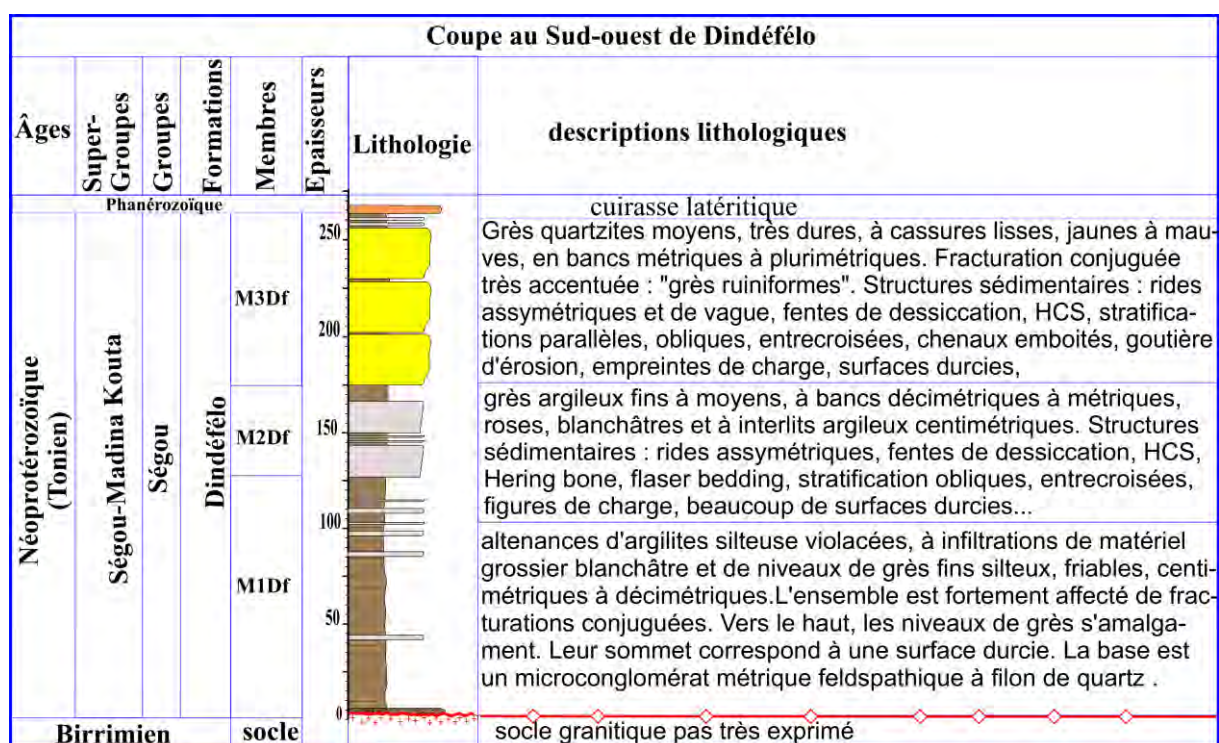 Coupe au Sud-ouest de Dindéfélo
Âges
Super-
Groupes
Groupes
Formations
Membres
Epaisseurs
Lithologie
descriptions lithologiques
Phanérozoïque
cuirasse latéritique
Néoprotérozoïque
(Tonien)
Ségou-Madina Kouta
Ségou
Dindéfélo
M3Df
M2Df
M1Df
250
200
150
100
50
0
Grès quartzites moyens, très dures, à cassures lisses, jaunes à mau-
ves, en bancs métriques à plurimétriques. Fracturation conjuguée
très accentuée : "grès ruiniformes". Structures sédimentaires : rides
assymétriques et de vague, fentes de dessiccation, HCS, stratifica-
tions parallèles, obliques, entrecroisées, chenaux emboités, goutière
d'érosion, empreintes de charge, surfaces durcies,
grès argileux fins à moyens, à bancs décimétriques à métriques,
roses, blanchâtres et à interlits argileux centimétriques. Structures
sédimentaires : rides assymétriques, fentes de dessiccation, HCS,
Hering bone, flaser bedding, stratification obliques, entrecroisées,
figures de charge, beaucoup de surfaces durcies...
altenances d'argilites silteuse violacées, à infiltrations de matériel
grossier blanchâtre et de niveaux de grès fins silteux, friables, centi-
métriques à décimétriques.L'ensemble est fortement affecté de frac-
turations conjuguées. Vers le haut, les niveaux de grès s'amalga-
ment. Leur sommet correspond à une surface durcie. La base est
un microconglomérat métrique feldspathique à filon de quartz .
Birrimien
socle
socle granitique pas très exprimé